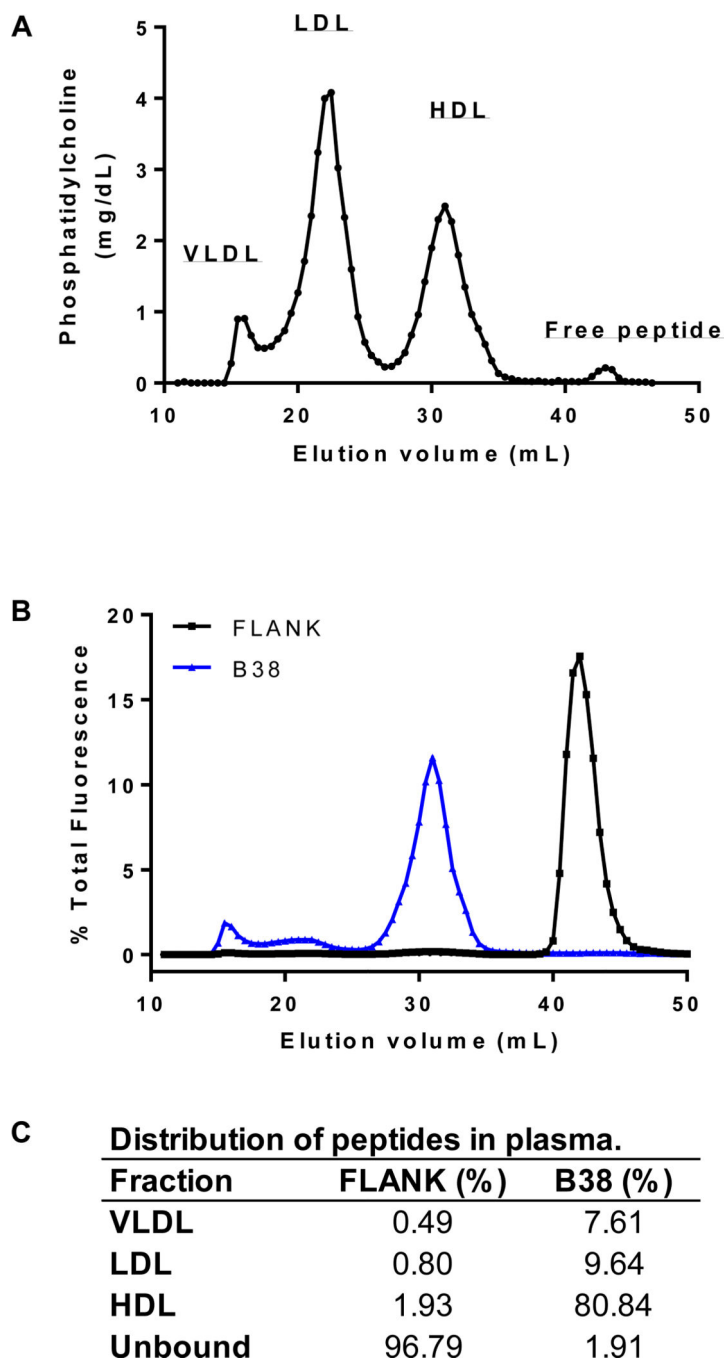 A
LDL
HDL
VLDL
Free peptide
Phosphatidylcholine
(mg/dL)
5
4
3
2
1
0
10 20 30 40 50
Elution volume (mL)
B
FLANK
B38
% Total Fluorescence
20
15
10
5
0
10 20 30 40 50
Elution volume (mL)
C
Distribution of peptides in plasma.
Fraction FLANK (%) B38 (%)
VLDL 0.49 7.61
LDL 0.80 9.64
HDL 1.93 80.84
Unbound 96.79 1.91